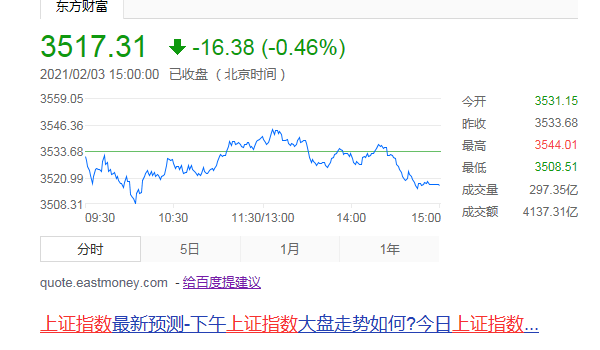 东方财富
3517.31 -16.38 (-0.46%)
2021/02/03 15:00:00 已收盘 ( 北京时间 )
3559.05
3546.36
3533.68
3520.99
3508.31
09:30 10:30 11:30/13:00 14:00 15:00
今开 3531.15
昨收 3533.68
最高 3544.01
最低 3508.51
成交量 297.35亿
成交额 4137.31亿
分时 5日 1月 1年
quote.eastmoney.com - 给百度提建议
上证指数最新预测-下午上证指数大盘走势如何?今日上证指数...